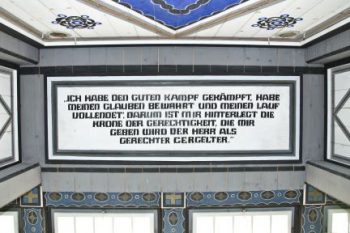 „ICH HABE DEN GUTEN KAMPF GEKÄMPFT, HABE
MEINEN GLAUBEN BEWAHRT UND MEINEN LAUF
VOLLENDET, DARUM IST MIR HINTERLEGT DIE
KRONE DER GERECHTIGKEIT, DIE MIR
GEBEN WIRD DER HERR ALS
GERECHTER VERGELTER.“